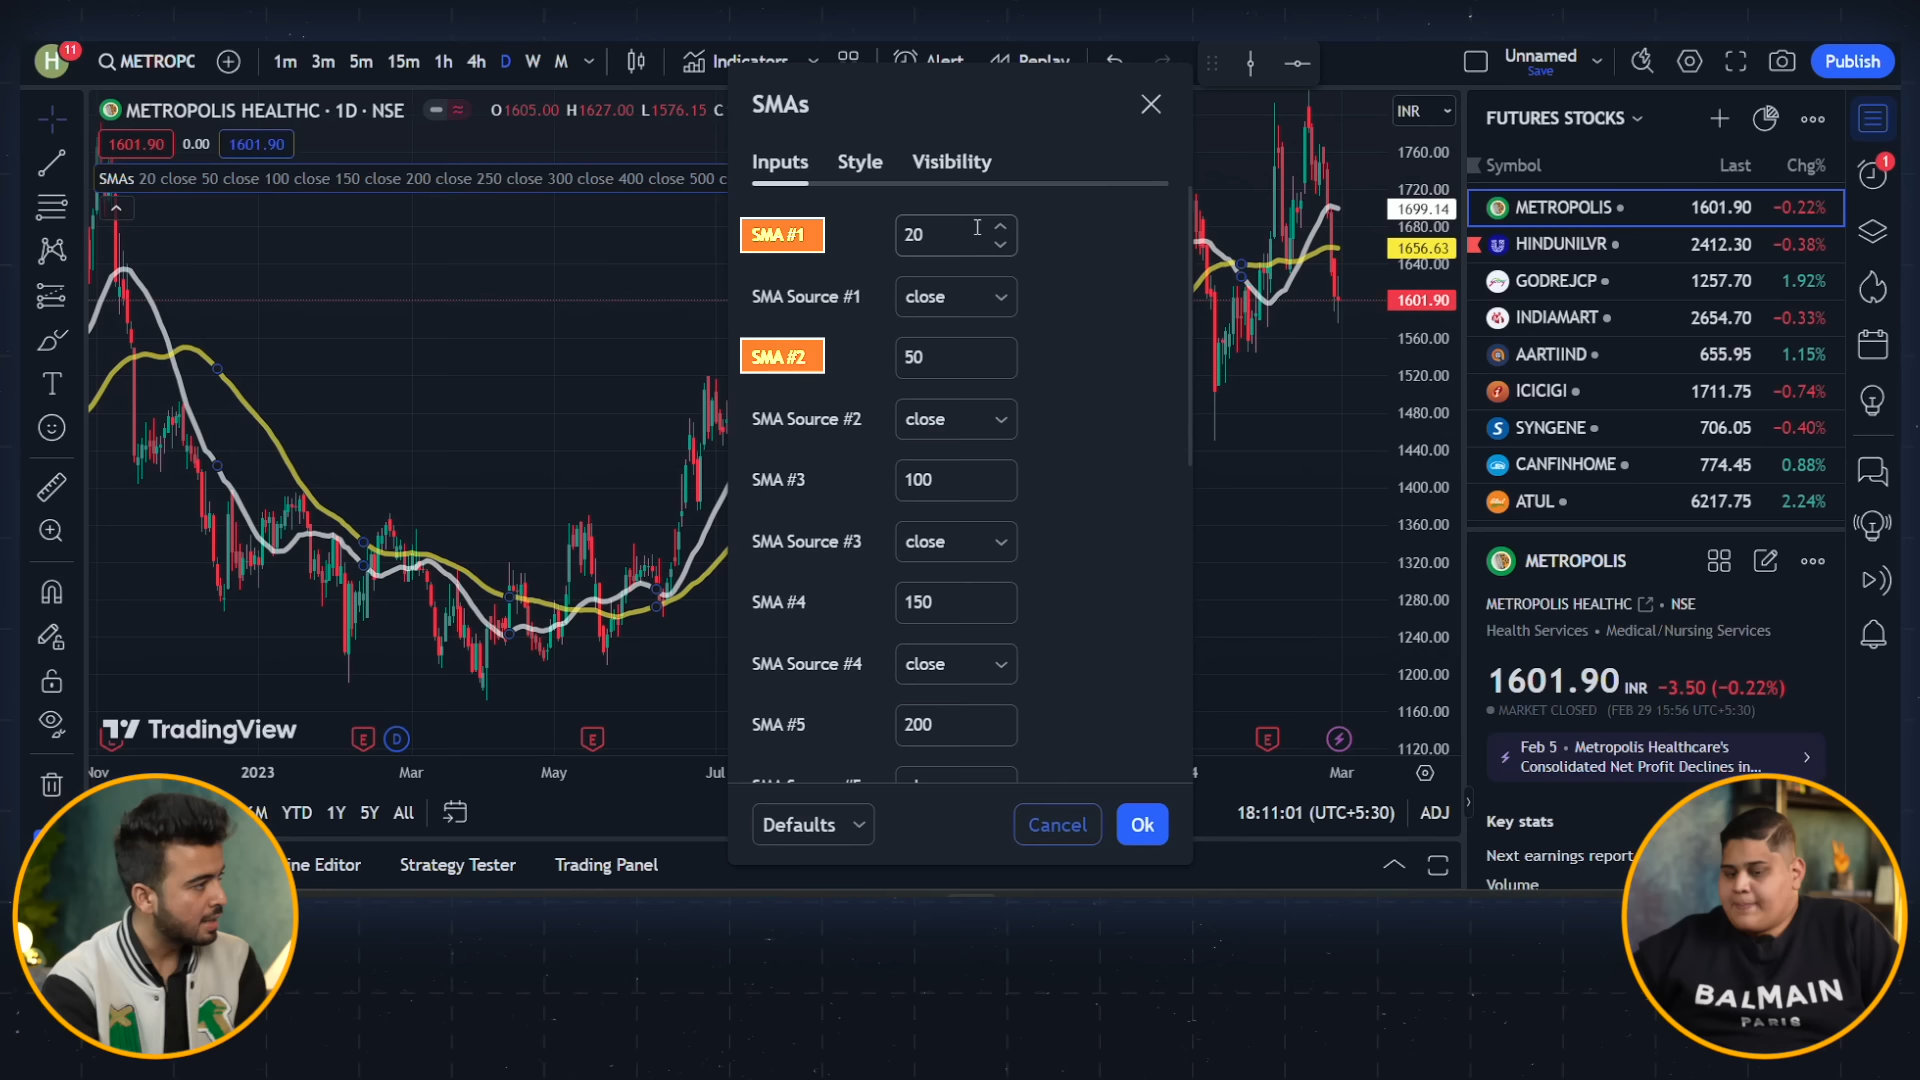 H
11
METROPC
1m 3m 5m 15m 1h 4h D W M
Indicators
Alert
Replay
Unnamed
Save
Publish
METROPOLIS HEALTHC · 1D · NSE
O1605.00 H1627.00 L1576.15 C
1601.90 0.00 1601.90
SMAs 20 close 50 close 100 close 150 close 200 close 250 close 300 close 400 close 500 c
SMAs
Inputs Style Visibility
SMA #1 20
SMA Source #1 close
SMA #2 50
SMA Source #2 close
SMA #3 100
SMA Source #3 close
SMA #4 150
SMA Source #4 close
SMA #5 200
Defaults
Cancel
Ok
INR
1760.00
1720.00
1699.14
1680.00
1656.63
1640.00
1601.90
1560.00
1520.00
1480.00
1440.00
1400.00
1360.00
1320.00
1280.00
1240.00
1200.00
1160.00
1120.00
TradingView
E D E E
Nov 2023 Mar May Jul 4 Mar
M YTD 1Y 5Y All
18:11:01 (UTC+5:30) ADJ
ine Editor Strategy Tester Trading Panel
FUTURES STOCKS
1
Symbol Last Chg%
METROPOLIS 1601.90 −0.22%
HINDUNILVR 2412.30 −0.38%
GODREJCP 1257.70 1.92%
INDIAMART 2654.70 −0.33%
AARTIIND 655.95 1.15%
ICICIGI 1711.75 −0.74%
SYNGENE 706.05 −0.40%
CANFINHOME 774.45 0.88%
ATUL 6217.75 2.24%
METROPOLIS
METROPOLIS HEALTHC • NSE
Health Services • Medical/Nursing Services
1601.90 INR −3.50 (−0.22%)
MARKET CLOSED (FEB 29 15:56 UTC+5:30)
Feb 5 • Metropolis Healthcare's
Consolidated Net Profit Declines in...
Key stats
Next earnings report
Volume
BALMAIN
PARIS